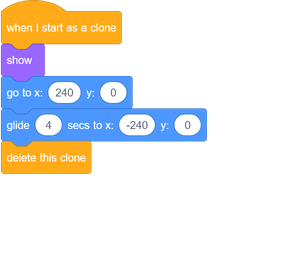 when I start as a clone
show
go to x: 240 y: 0
glide 4 secs to x: -240 y: 0
delete this clone